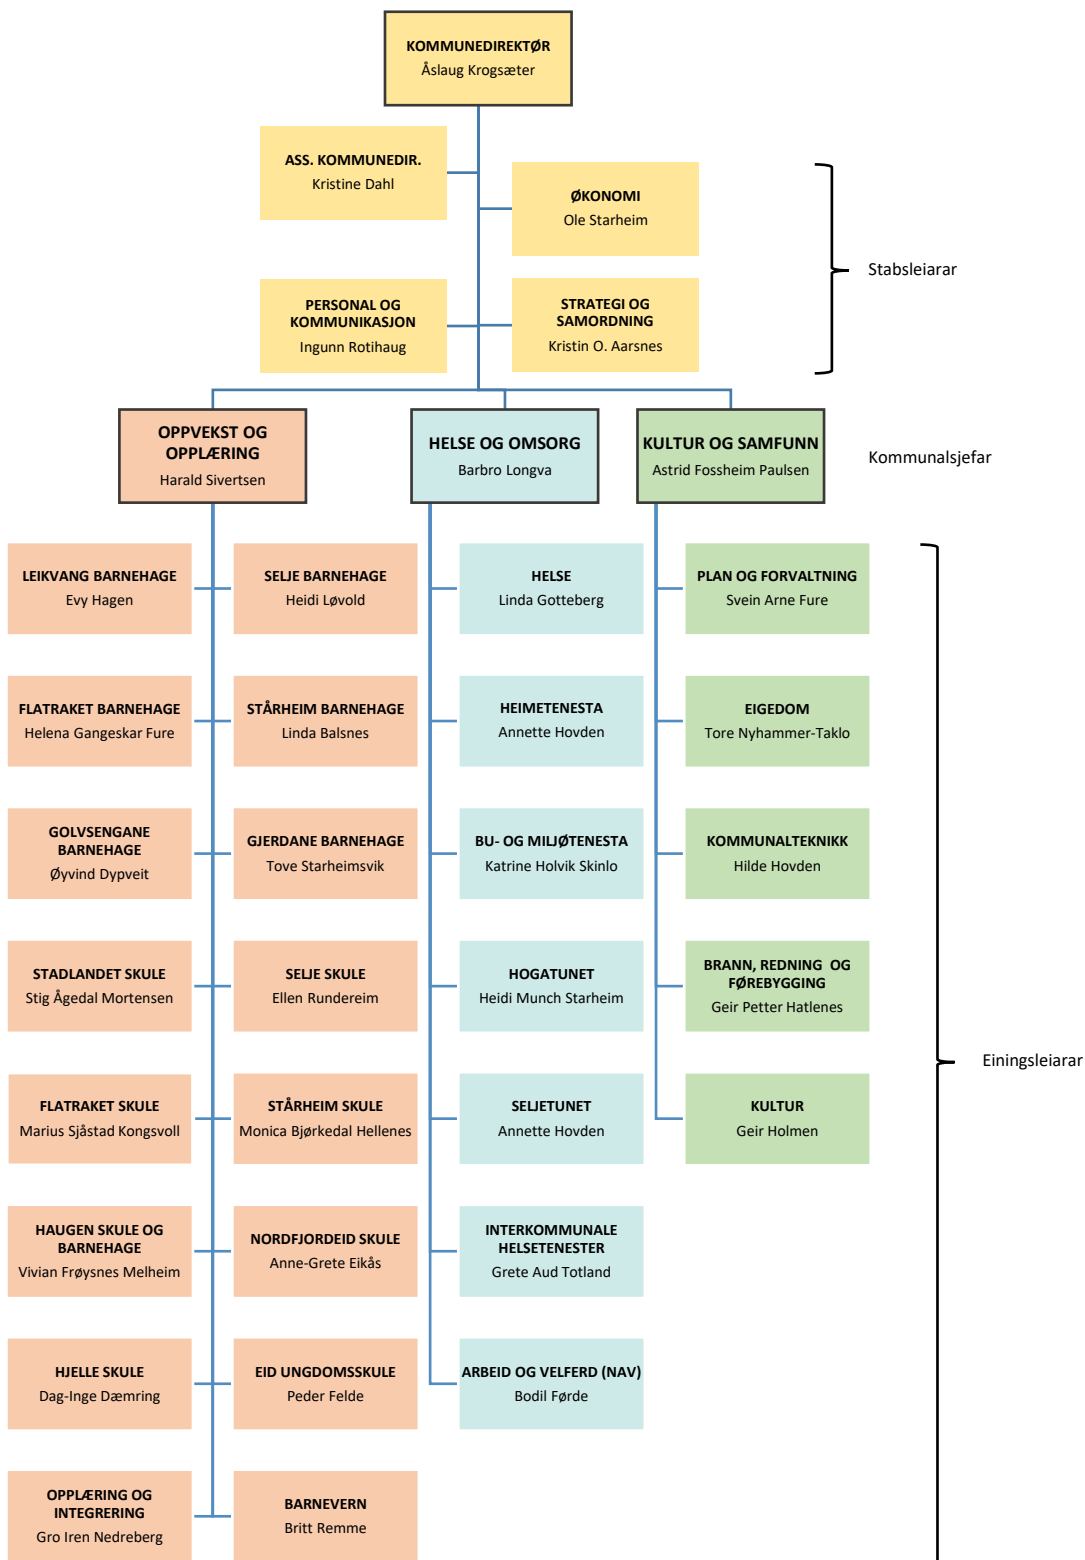 KOMMUNEDIREKTØR
Åslaug Krogsæter
ASS. KOMMUNEDIR.
Kristine Dahl
ØKONOMI
Ole Starheim
Stabsleiarar
PERSONAL OG
KOMMUNIKASJON
Ingunn Rotihaug
STRATEGI OG
SAMORDNING
Kristin O. Aarsnes
OPPVEKST OG
OPPLÆRING
Harald Sivertsen
HELSE OG OMSORG
Barbro Longva
KULTUR OG SAMFUNN
Astrid Fossheim Paulsen
Kommunalsjefar
LEIKVANG BARNEHAGE
Evy Hagen
SELJE BARNEHAGE
Heidi Løvold
HELSE
Linda Gotteberg
PLAN OG FORVALTNING
Svein Arne Fure
FLATRAKET BARNEHAGE
Helena Gangeskar Fure
STÅRHEIM BARNEHAGE
Linda Balsnes
HEIMETENESTA
Annette Hovden
EIGEDOM
Tore Nyhammer-Taklo
GOLVSENGANE
BARNEHAGE
Øyvind Dypveit
GJERDANE BARNEHAGE
Tove Starheimsvik
BU- OG MILJØTENESTA
Katrine Holvik Skinlo
KOMMUNALTEKNIKK
Hilde Hovden
STADLANDET SKULE
Stig Ågedal Mortensen
SELJE SKULE
Ellen Rundereim
HOGATUNET
Heidi Munch Starheim
BRANN, REDNING OG
FØREBYGGING
Geir Petter Hatlenes
Einingsleiarar
FLATRAKET SKULE
Marius Sjåstad Kongsvoll
STÅRHEIM SKULE
Monica Bjørkedal Hellenes
SELJETUNET
Annette Hovden
KULTUR
Geir Holmen
HAUGEN SKULE OG
BARNEHAGE
Vivian Frøysnes Melheim
NORDFJORDEID SKULE
Anne-Grete Eikås
INTERKOMMUNALE
HELSETENESTER
Grete Aud Totland
HJELLE SKULE
Dag-Inge Dæmring
EID UNGDOMSSKULE
Peder Felde
ARBEID OG VELFERD (NAV)
Bodil Førde
OPPLÆRING OG
INTEGRERING
Gro Iren Nedreberg
BARNEVERN
Britt Remme